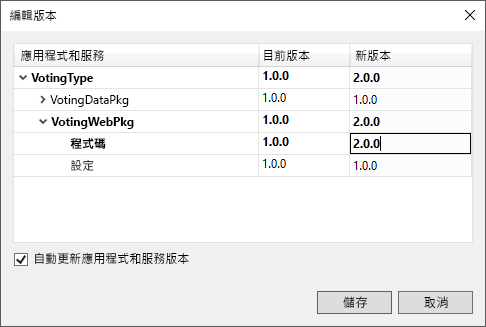 編輯版本
應用程式和服務 目前版本 新版本
VotingType 1.0.0 2.0.0
VotingDataPkg 1.0.0 1.0.0
VotingWebPkg 1.0.0 2.0.0
程式碼 1.0.0 2.0.0
設定 1.0.0 1.0.0
自動更新應用程式和服務版本
儲存 取消